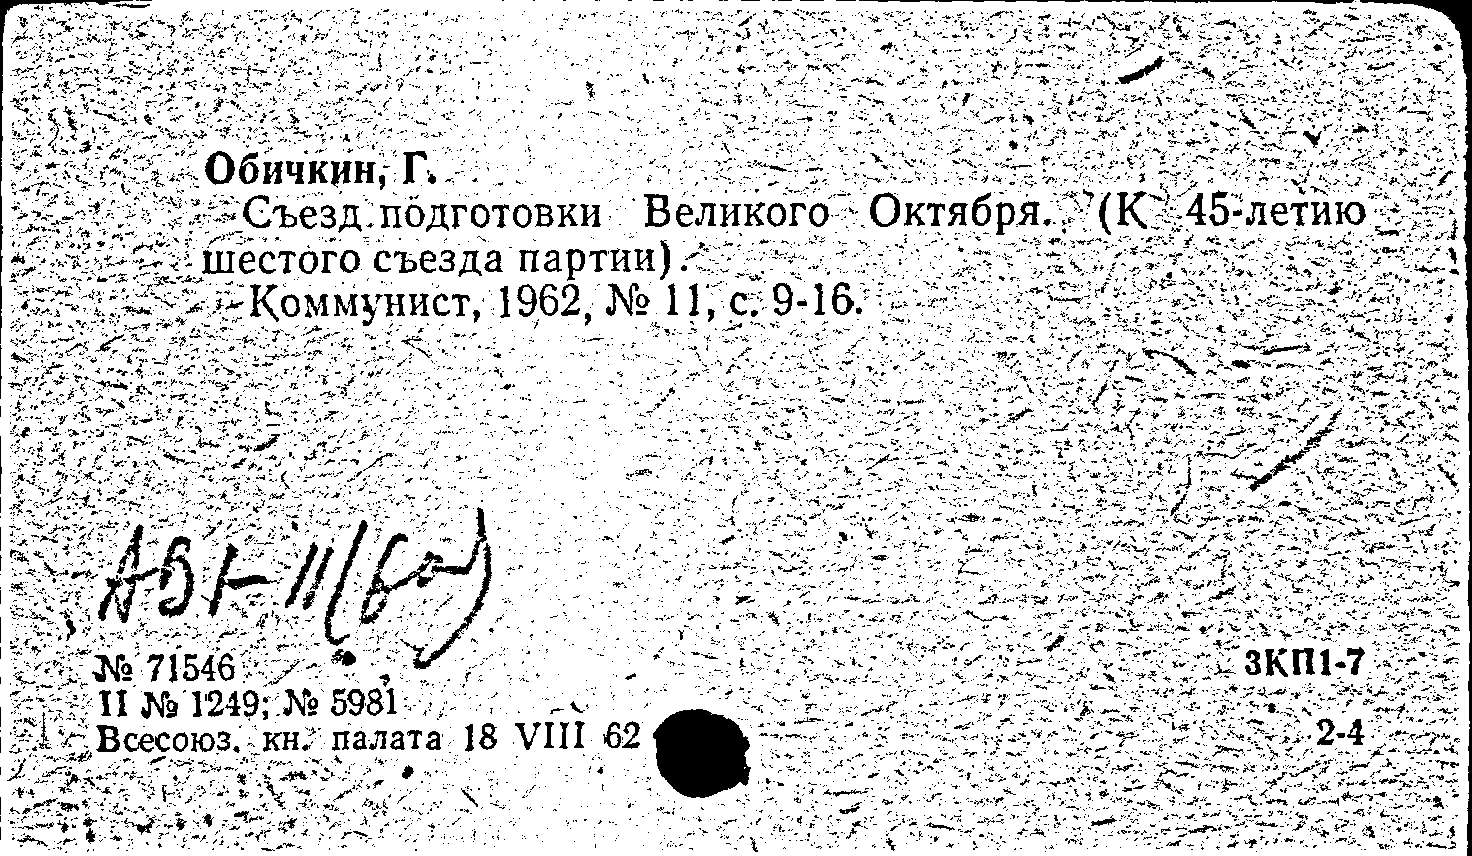 Обичкин, Г.
Съезд подготовки Великого Октября. (К 45-летию
шестого съезда партии).
Коммунист, 1962, № 11, с. 9-16.
№ 71546
II № 1249; № 5981
Всесоюз. кн. палата 18 VIII 62
3КП1-7
2-4